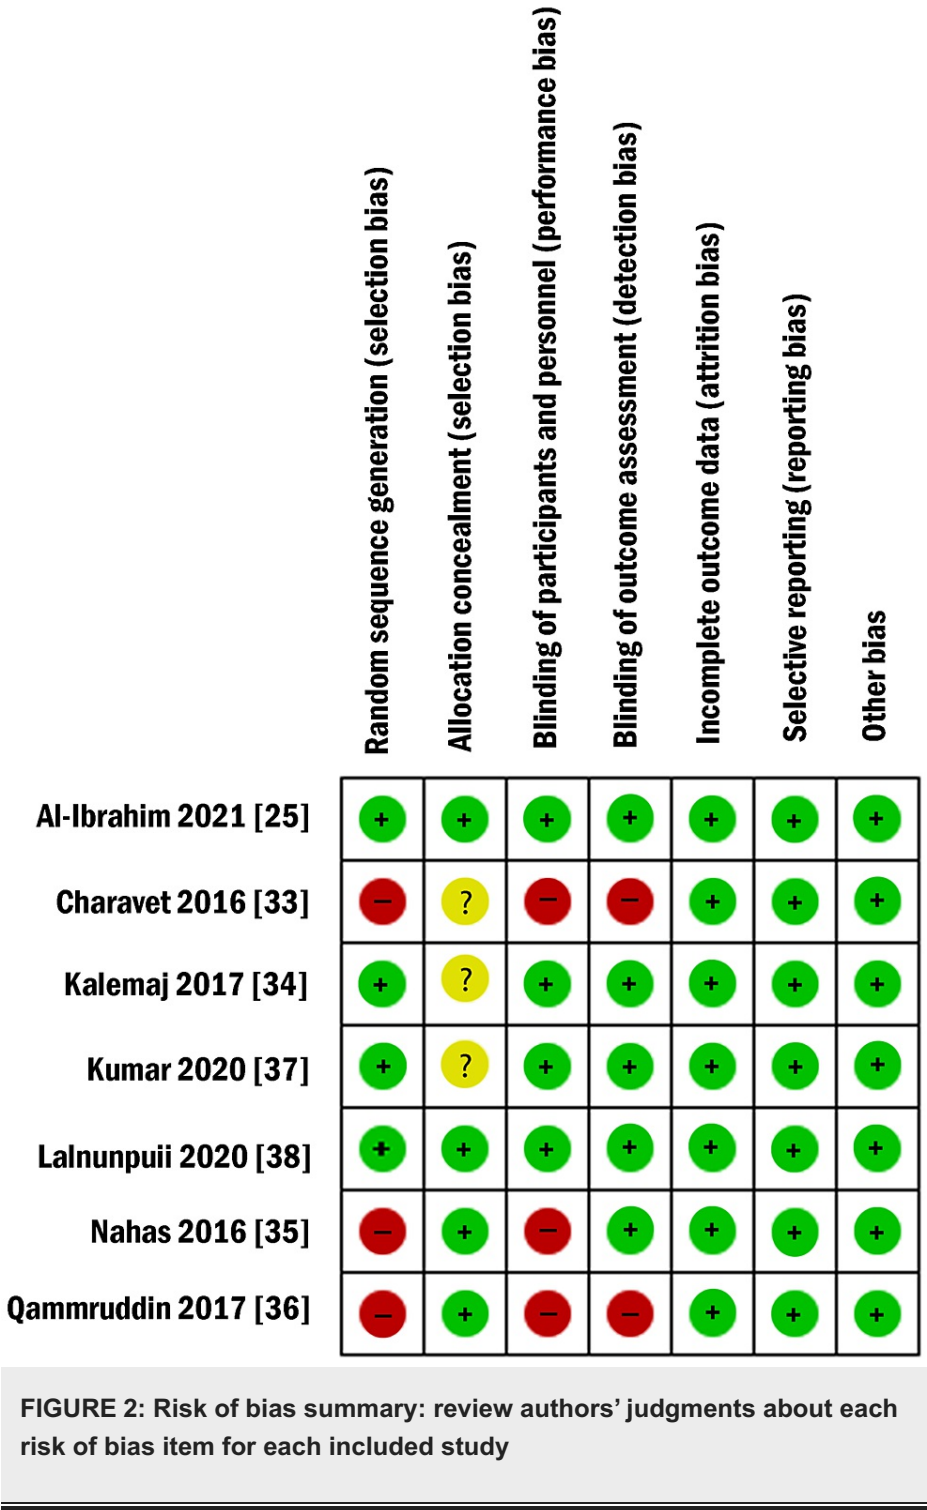 Random sequence generation (selection bias)
Allocation concealment (selection bias)
Blinding of participants and personnel (performance bias)
Blinding of outcome assessment (detection bias)
Incomplete outcome data (attrition bias)
Selective reporting (reporting bias)
Other bias
Al-Ibrahim 2021 [25] + + + + + + +
Charavet 2016 [33] − ? − − + + +
Kalemaj 2017 [34] + ? + + + + +
Kumar 2020 [37] + ? + + + + +
Lalnunpuii 2020 [38] + + + + + + +
Nahas 2016 [35] − + − + + + +
Qammruddin 2017 [36] − + − − + + +
FIGURE 2: Risk of bias summary: review authors’ judgments about each
risk of bias item for each included study